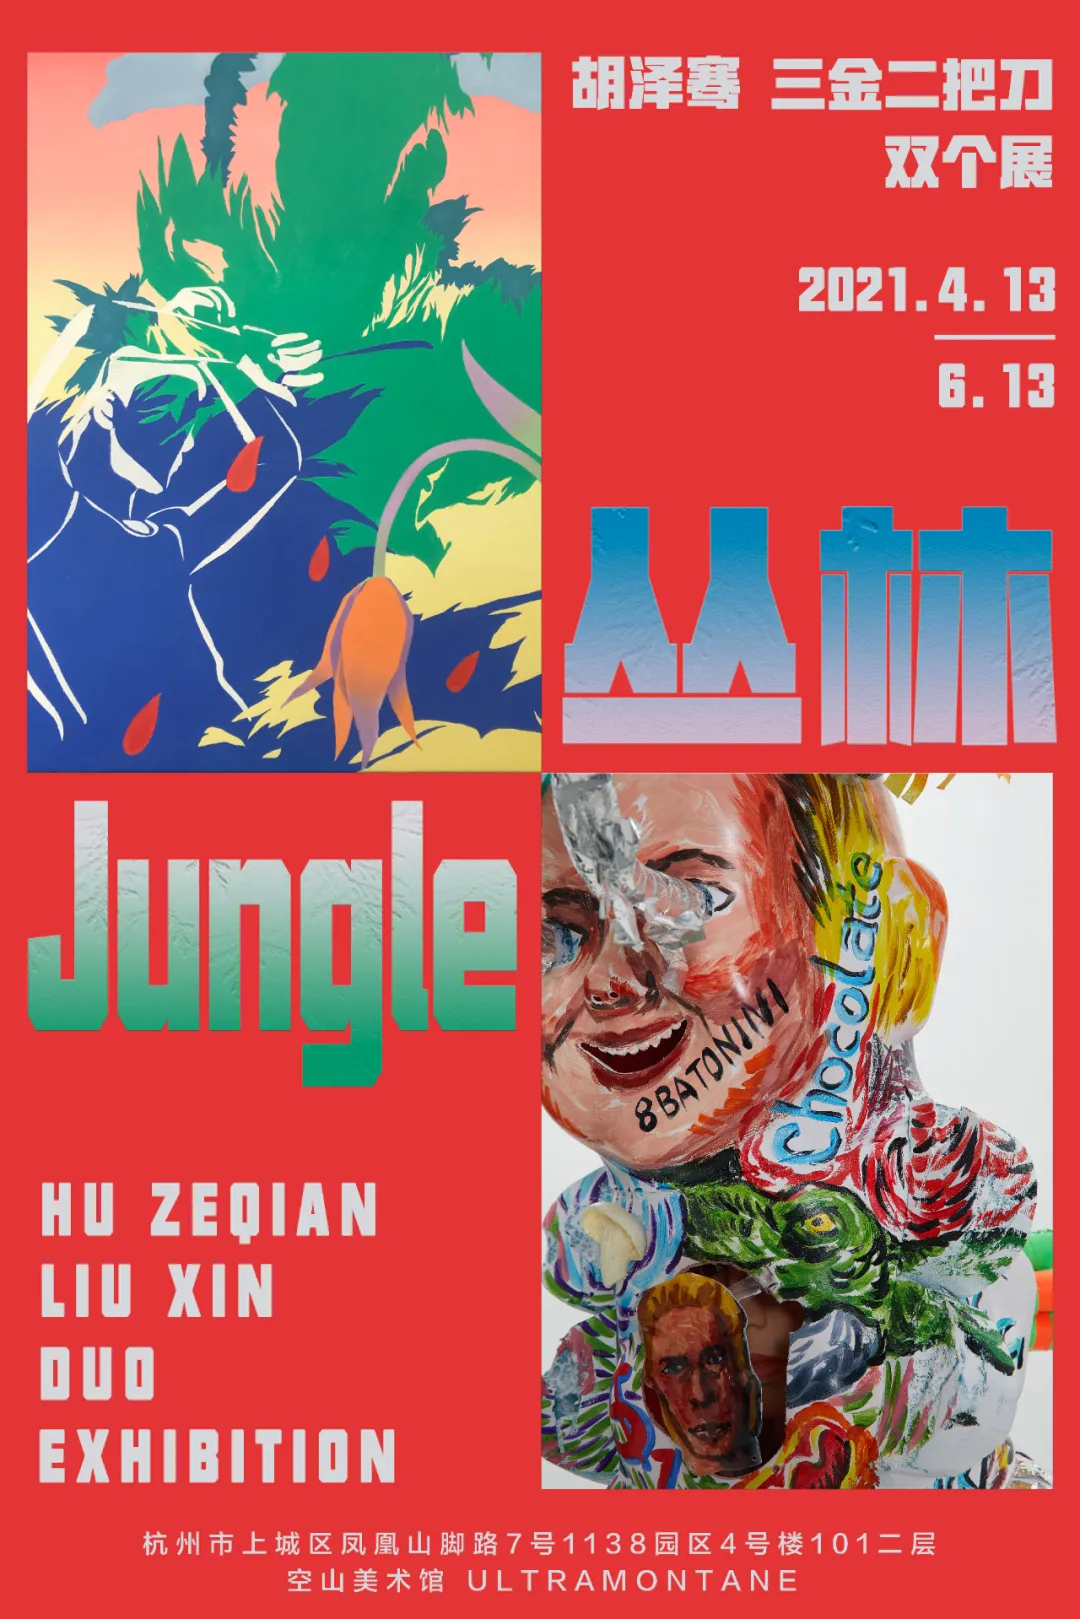 胡泽骞 三金二把刀
双个展
2021.4.13
6.13
丛林
Jungle
8BATONINI
Chocolate
HU ZEQIAN
LIU XIN
DUO
EXHIBITION
杭州市上城区凤凰山脚路7号1138园区4号楼101二层
空山美术馆 ULTRAMONTANE